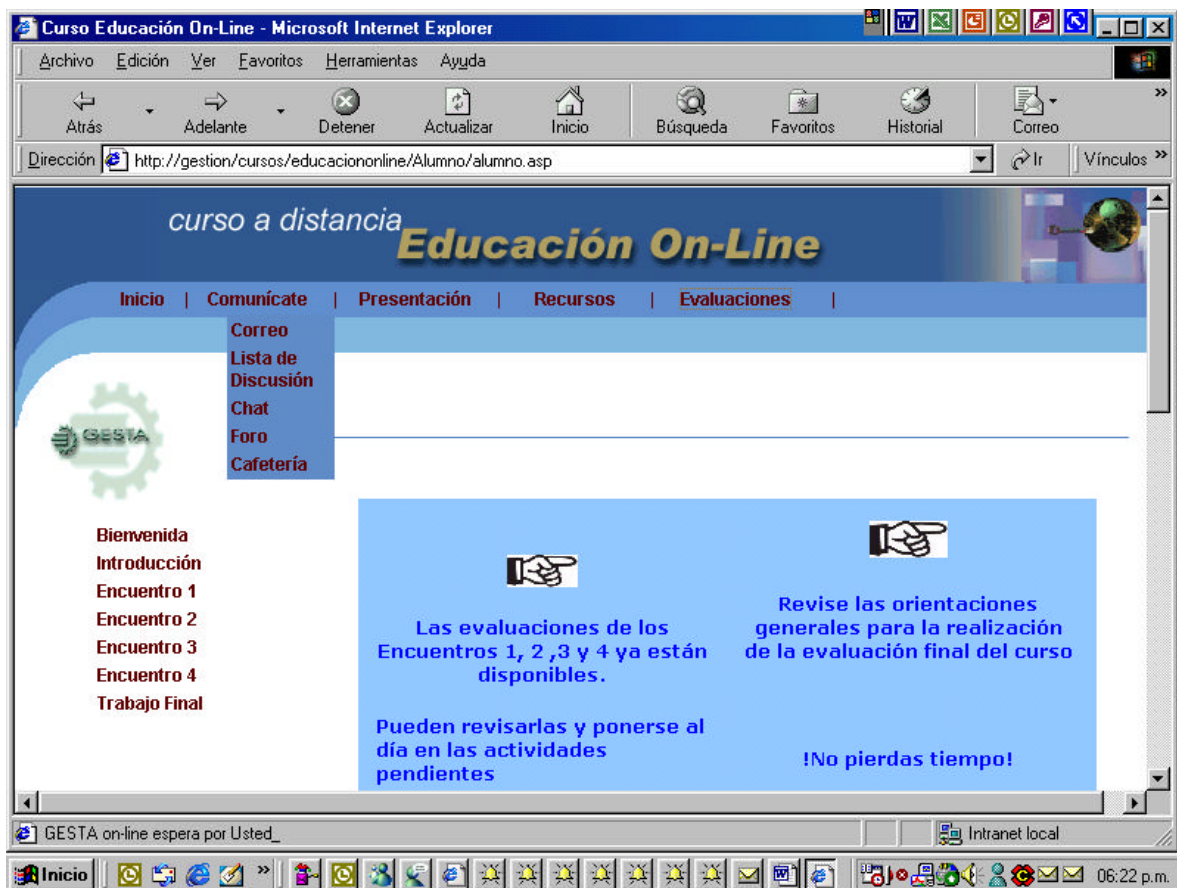 Curso Educación On-Line - Microsoft Internet Explorer
Archivo Edición Ver Favoritos Herramientas Ayuda
Atrás Adelante Detener Actualizar Inicio Búsqueda Favoritos Historial Correo »
Dirección http://gestion/cursos/educaciononline/Alumno/alumno.asp Ir Vínculos »
curso a distancia
Educación On-Line
Inicio | Comunícate | Presentación | Recursos | Evaluaciones |
Correo
Lista de
Discusión
Chat
Foro
Cafetería
GESTA
Bienvenida
Introducción
Encuentro 1
Encuentro 2
Encuentro 3
Encuentro 4
Trabajo Final
Las evaluaciones de los
Encuentros 1, 2 ,3 y 4 ya están
disponibles.
Pueden revisarlas y ponerse al
día en las actividades
pendientes
Revise las orientaciones
generales para la realización
de la evaluación final del curso
!No pierdas tiempo!
GESTA on-line espera por Usted_ Intranet local
Inicio » 06:22 p.m.